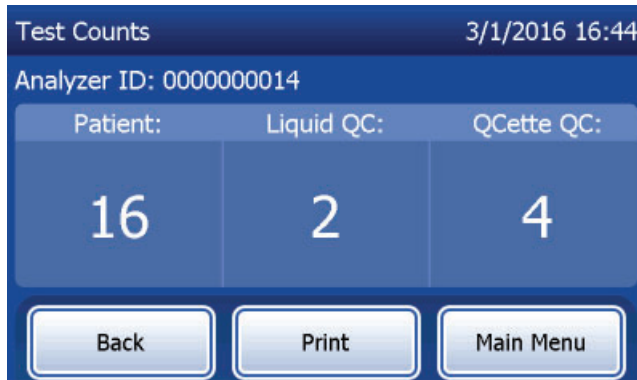 Test Counts 3/1/2016 16:44
Analyzer ID: 0000000014
Patient: Liquid QC: QCette QC:
16 2 4
Back Print Main Menu